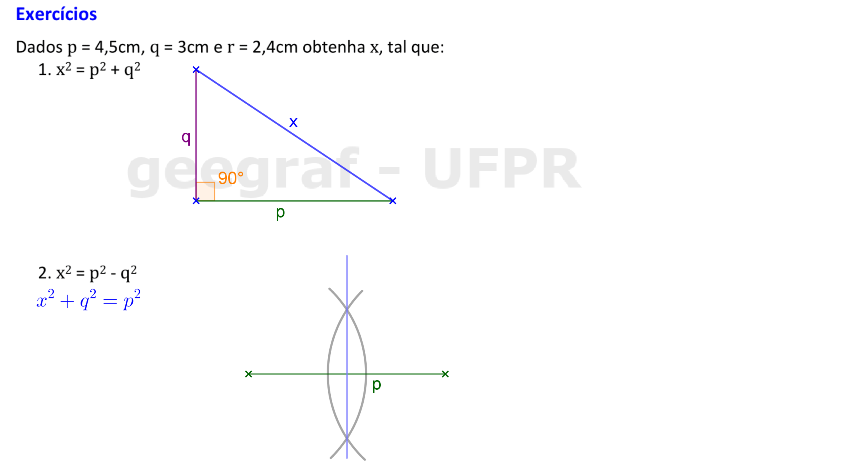 Exercícios
Dados p = 4,5cm, q = 3cm e r = 2,4cm obtenha x, tal que:
1. x² = p² + q²
x
q
geegraf - UFPR
90°
p
2. x² = p² - q²
x² + q² = p²
p